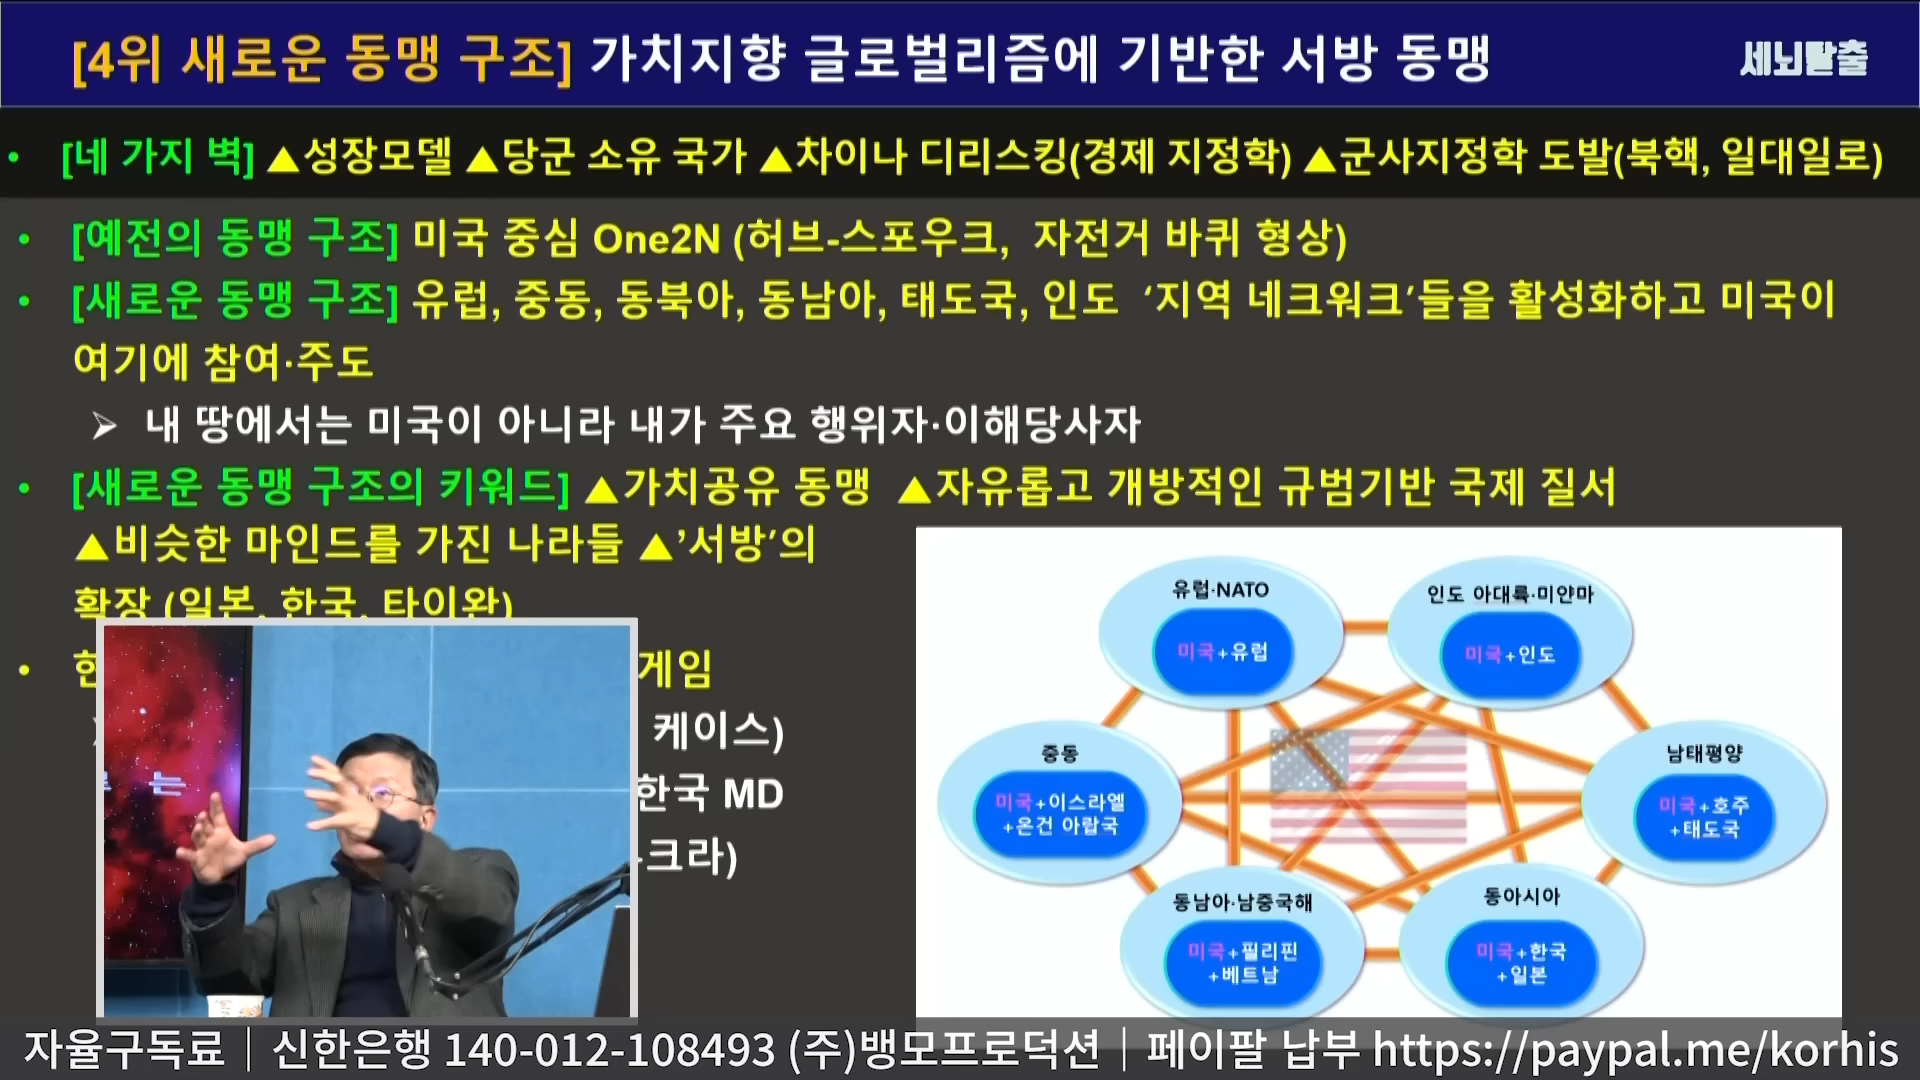 [4위 새로운 동맹 구조] 가치지향 글로벌리즘에 기반한 서방 동맹
세뇌탈출
• [네 가지 벽] ▲성장모델 ▲당군 소유 국가 ▲차이나 디리스킹(경제 지정학) ▲군사지정학 도발(북핵, 일대일로)
• [예전의 동맹 구조] 미국 중심 One2N (허브-스포우크, 자전거 바퀴 형상)
• [새로운 동맹 구조] 유럽, 중동, 동북아, 동남아, 태도국, 인도 ‘지역 네크워크’들을 활성화하고 미국이
여기에 참여·주도
➢ 내 땅에서는 미국이 아니라 내가 주요 행위자·이해당사자
• [새로운 동맹 구조의 키워드] ▲가치공유 동맹 ▲자유롭고 개방적인 규범기반 국제 질서
▲비슷한 마인드를 가진 나라들 ▲’서방’의
확장 (일본, 한국, 타이완)
• 게임
케이스)
한국 MD
크라)
는
유럽·NATO
미국+유럽
인도 아대륙·미얀마
미국+인도
중동
미국+이스라엘
+온건 아랍국
남태평양
미국+호주
+태도국
동남아·남중국해
미국+필리핀
+베트남
동아시아
미국+한국
+일본
자율구독료｜신한은행 140-012-108493 (주)뱅모프로덕션｜페이팔 납부 https://paypal.me/korhis